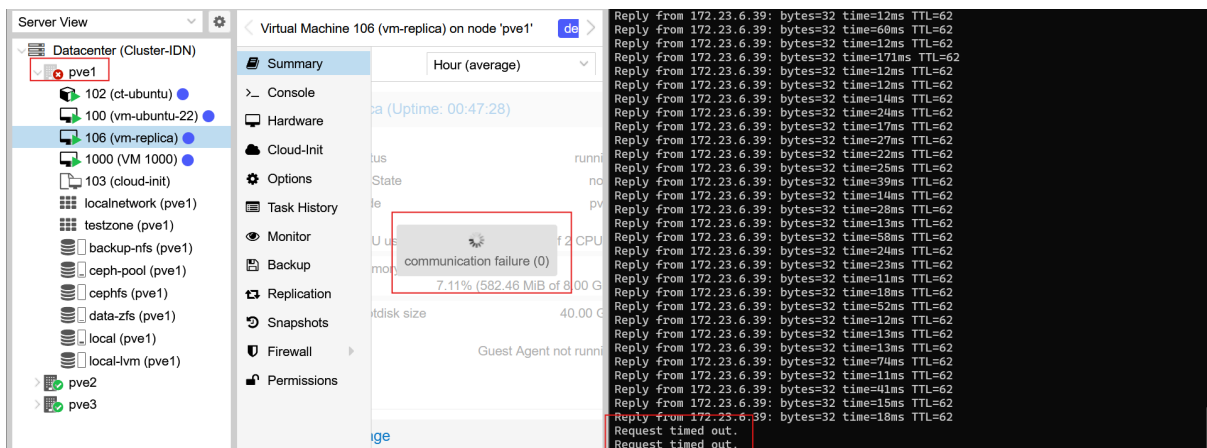 Server View
Datacenter (Cluster-IDN)
pve1
102 (ct-ubuntu)
100 (vm-ubuntu-22)
106 (vm-replica)
1000 (VM 1000)
103 (cloud-init)
localnetwork (pve1)
testzone (pve1)
backup-nfs (pve1)
ceph-pool (pve1)
cephfs (pve1)
data-zfs (pve1)
local (pve1)
local-lvm (pve1)
pve2
pve3
Virtual Machine 106 (vm-replica) on node 'pve1'
de
Summary
Console
Hardware
Cloud-Init
Options
Task History
Monitor
Backup
Replication
Snapshots
Firewall
Permissions
Hour (average)
ca (Uptime: 00:47:28)
tus
runni
State
no
de
pv
U us
f 2 CPU
communication failure (0)
mory
7.11% (582.46 MiB of 8.00 G
otdisk size
40.00 G
Guest Agent not runni
age
Reply from 172.23.6.39: bytes=32 time=12ms TTL=62
Reply from 172.23.6.39: bytes=32 time=60ms TTL=62
Reply from 172.23.6.39: bytes=32 time=12ms TTL=62
Reply from 172.23.6.39: bytes=32 time=171ms TTL=62
Reply from 172.23.6.39: bytes=32 time=12ms TTL=62
Reply from 172.23.6.39: bytes=32 time=12ms TTL=62
Reply from 172.23.6.39: bytes=32 time=14ms TTL=62
Reply from 172.23.6.39: bytes=32 time=24ms TTL=62
Reply from 172.23.6.39: bytes=32 time=17ms TTL=62
Reply from 172.23.6.39: bytes=32 time=27ms TTL=62
Reply from 172.23.6.39: bytes=32 time=22ms TTL=62
Reply from 172.23.6.39: bytes=32 time=25ms TTL=62
Reply from 172.23.6.39: bytes=32 time=39ms TTL=62
Reply from 172.23.6.39: bytes=32 time=14ms TTL=62
Reply from 172.23.6.39: bytes=32 time=28ms TTL=62
Reply from 172.23.6.39: bytes=32 time=13ms TTL=62
Reply from 172.23.6.39: bytes=32 time=58ms TTL=62
Reply from 172.23.6.39: bytes=32 time=24ms TTL=62
Reply from 172.23.6.39: bytes=32 time=23ms TTL=62
Reply from 172.23.6.39: bytes=32 time=11ms TTL=62
Reply from 172.23.6.39: bytes=32 time=18ms TTL=62
Reply from 172.23.6.39: bytes=32 time=52ms TTL=62
Reply from 172.23.6.39: bytes=32 time=12ms TTL=62
Reply from 172.23.6.39: bytes=32 time=13ms TTL=62
Reply from 172.23.6.39: bytes=32 time=13ms TTL=62
Reply from 172.23.6.39: bytes=32 time=74ms TTL=62
Reply from 172.23.6.39: bytes=32 time=11ms TTL=62
Reply from 172.23.6.39: bytes=32 time=41ms TTL=62
Reply from 172.23.6.39: bytes=32 time=15ms TTL=62
Reply from 172.23.6.39: bytes=32 time=18ms TTL=62
Request timed out.
Request timed out.